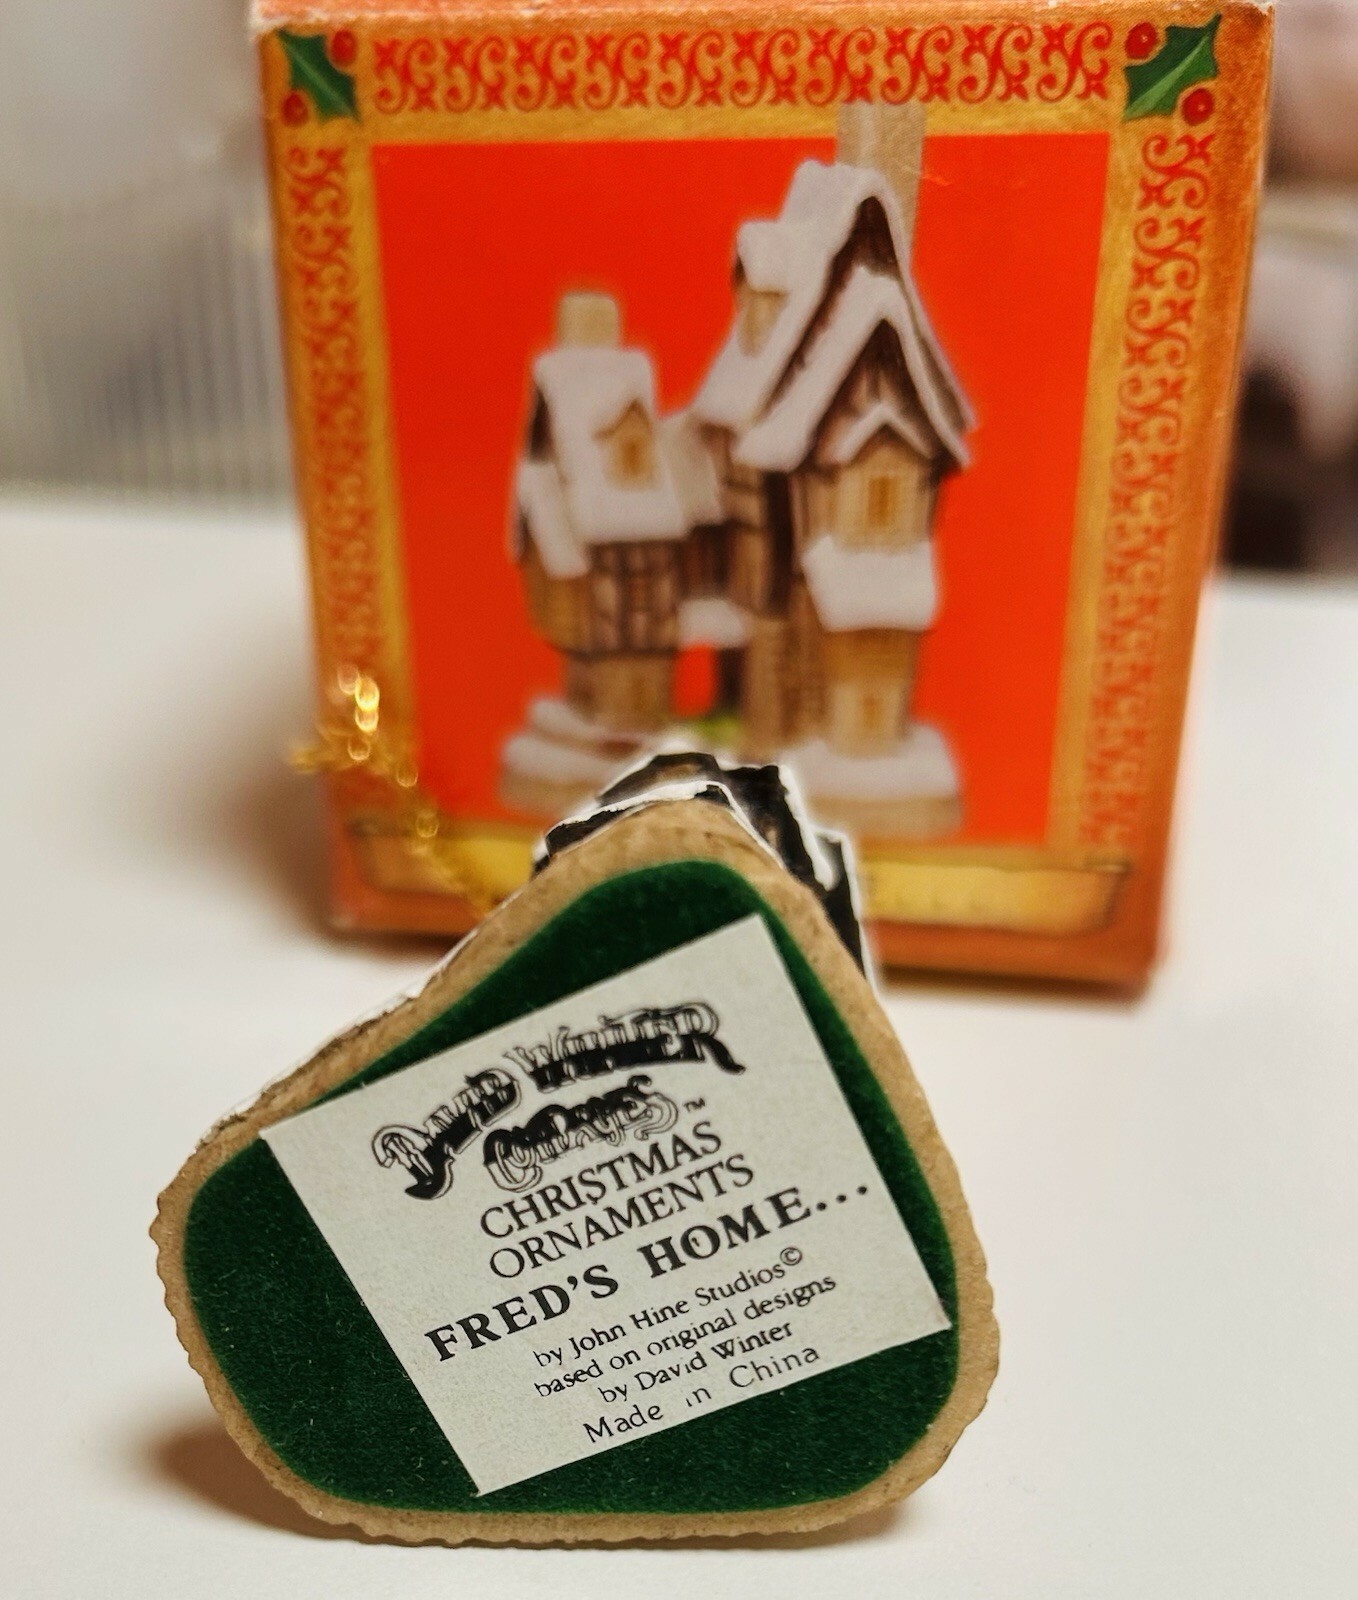 DAVID WINTER
COTTAGES™
CHRISTMAS
ORNAMENTS
FRED'S HOME...
by John Hine Studios©
based on original designs
by David Winter
Made in China